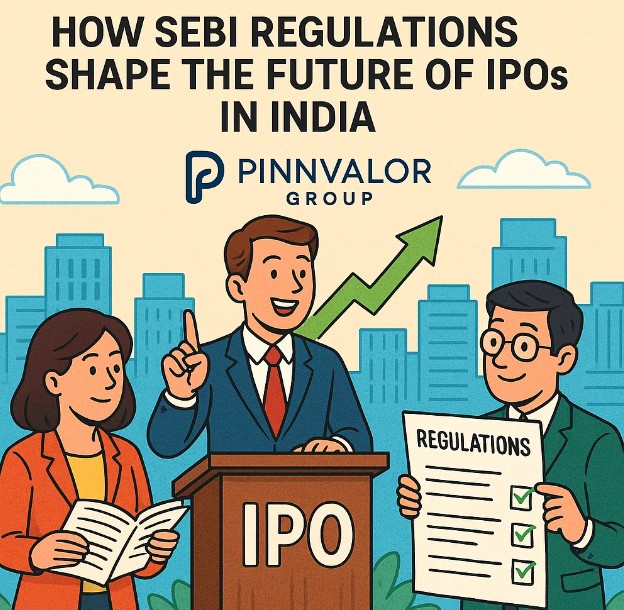 HOW SEBI REGULATIONS
SHAPE THE FUTURE OF IPOs
IN INDIA
PINNVALOR
GROUP
REGULATIONS
IPO